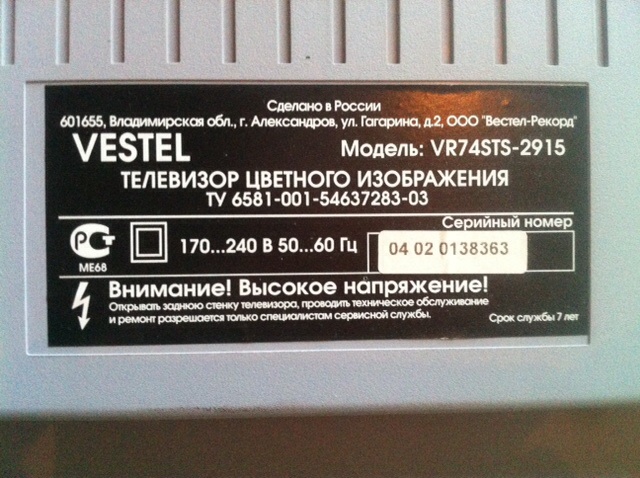 Сделано в России
601655, Владимирская обл., г. Александров, ул. Гагарина, д.2, ООО "Вестел-Рекорд"
VESTEL Модель: VR74STS-2915
ТЕЛЕВИЗОР ЦВЕТНОГО ИЗОБРАЖЕНИЯ
ТУ 6581-001-54637283-03
Серийный номер
РСТ 170...240 В 50...60 Гц 04 02 0138363
МЕ68
Внимание! Высокое напряжение!
Открывать заднюю стенку телевизора, проводить техническое обслуживание
и ремонт разрешается только специалистам сервисной службы. Срок службы 7 лет